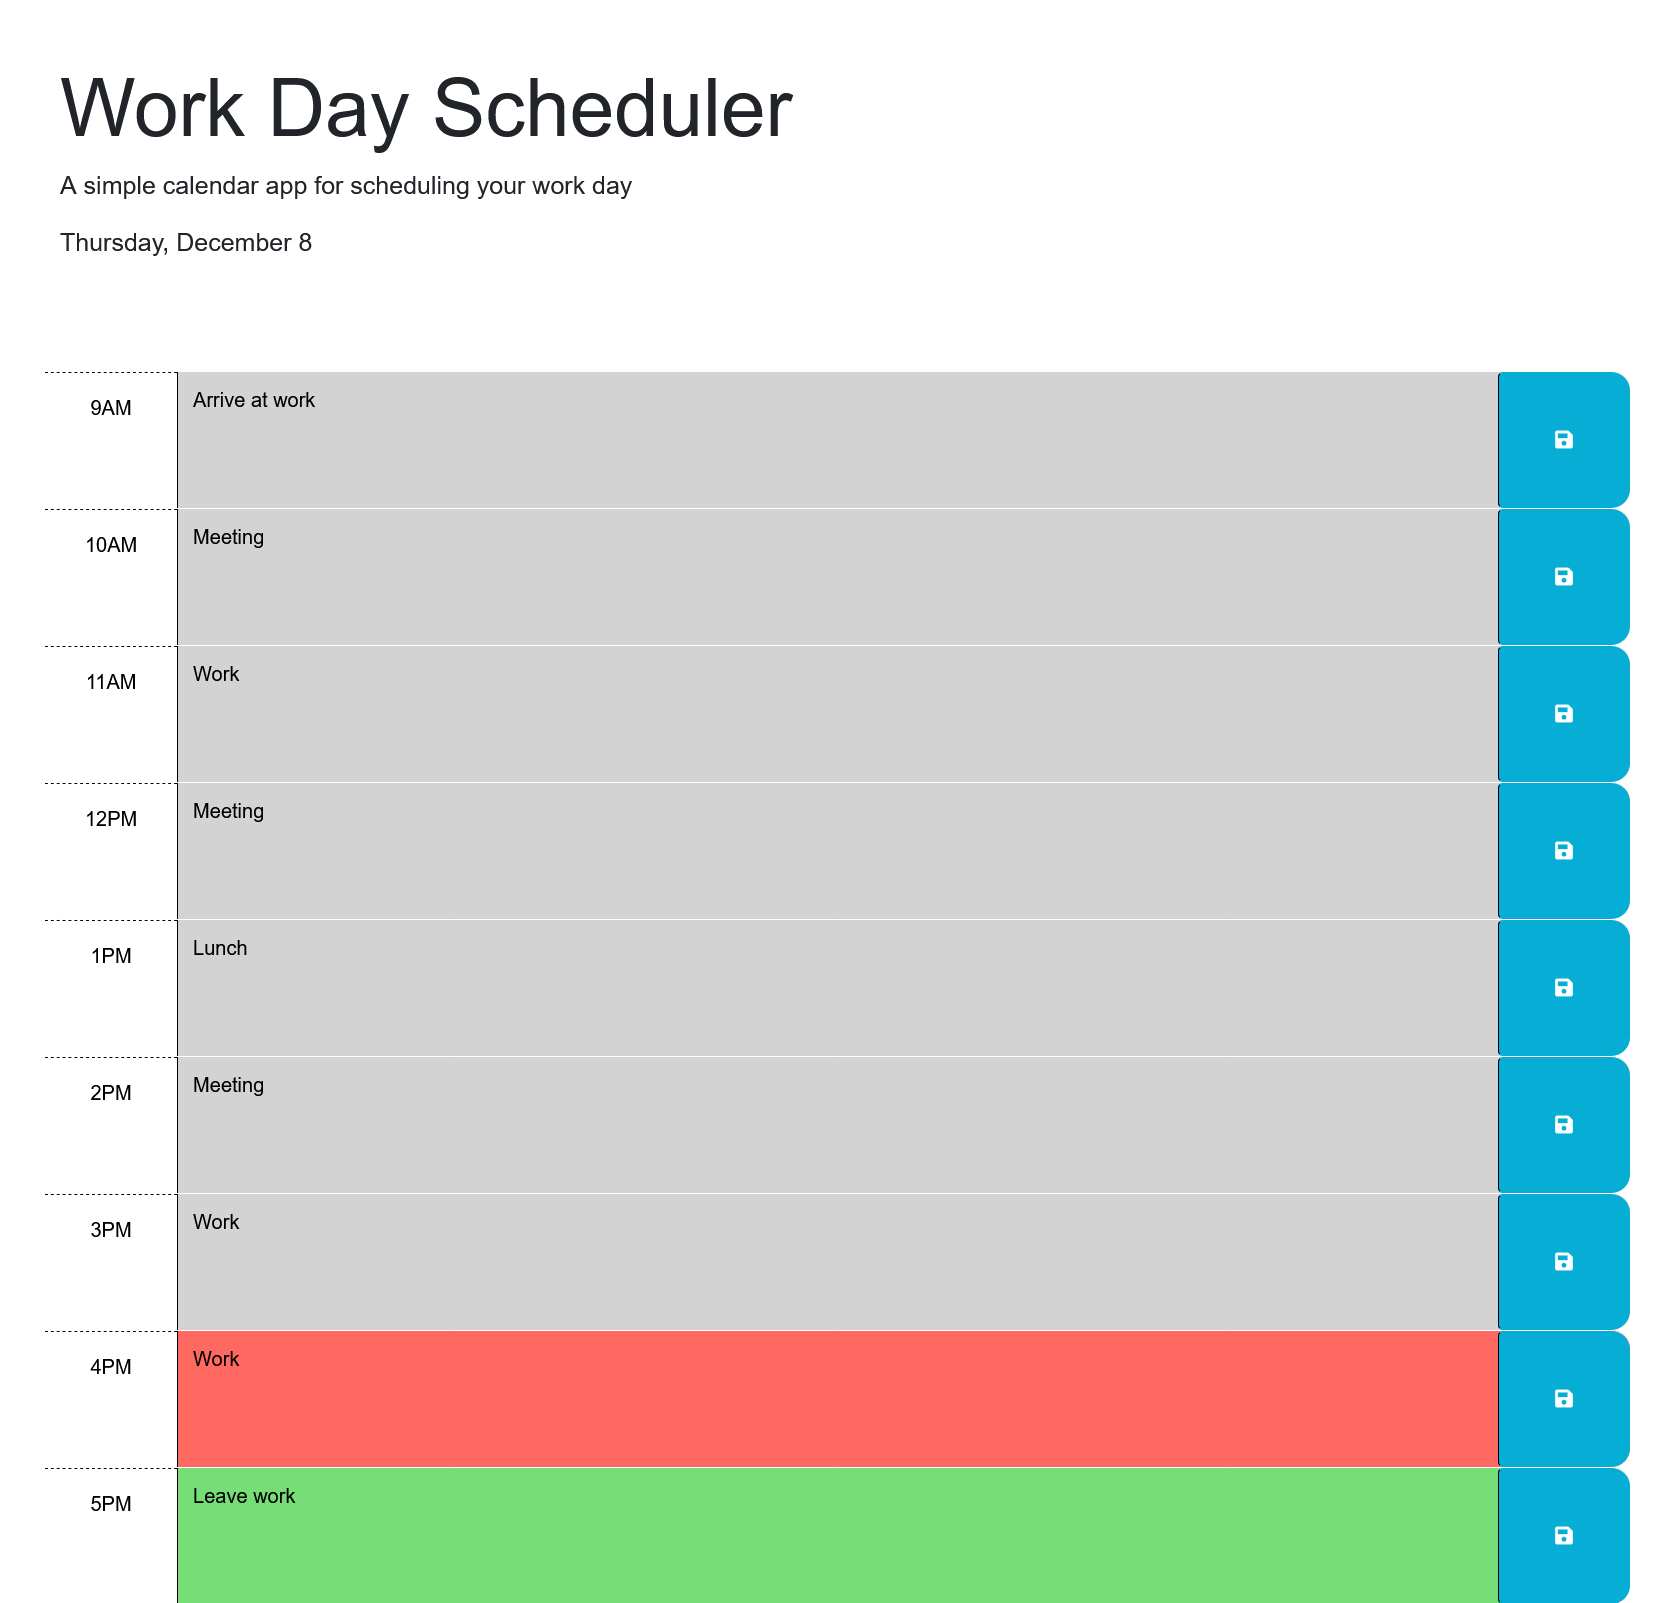 Work Day Scheduler
A simple calendar app for scheduling your work day
Thursday, December 8
9AM
Arrive at work
10AM
Meeting
11AM
Work
12PM
Meeting
1PM
Lunch
2PM
Meeting
3PM
Work
4PM
Work
5PM
Leave work